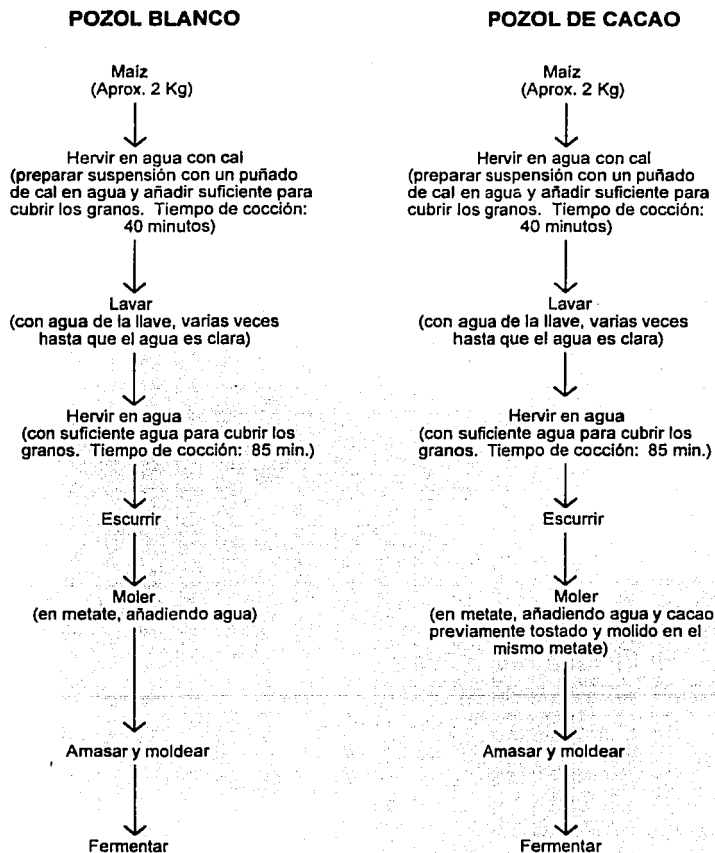 POZOL BLANCO
Maíz
(Aprox. 2 Kg)
Hervir en agua con cal
(preparar suspensión con un puñado
de cal en agua y añadir suficiente para
cubrir los granos. Tiempo de cocción:
40 minutos)
Lavar
(con agua de la llave, varias veces
hasta que el agua es clara)
Hervir en agua
(con suficiente agua para cubrir los
granos. Tiempo de cocción: 85 min.)
Escurrir
Moler
(en metate, añadiendo agua)
Amasar y moldear
Fermentar
POZOL DE CACAO
Maíz
(Aprox. 2 Kg)
Hervir en agua con cal
(preparar suspensión con un puñado
de cal en agua y añadir suficiente para
cubrir los granos. Tiempo de cocción:
40 minutos)
Lavar
(con agua de la llave, varias veces
hasta que el agua es clara)
Hervir en agua
(con suficiente agua para cubrir los
granos. Tiempo de cocción: 85 min.)
Escurrir
Moler
(en metate, añadiendo agua y cacao
previamente tostado y molido en el
mismo metate)
Amasar y moldear
Fermentar